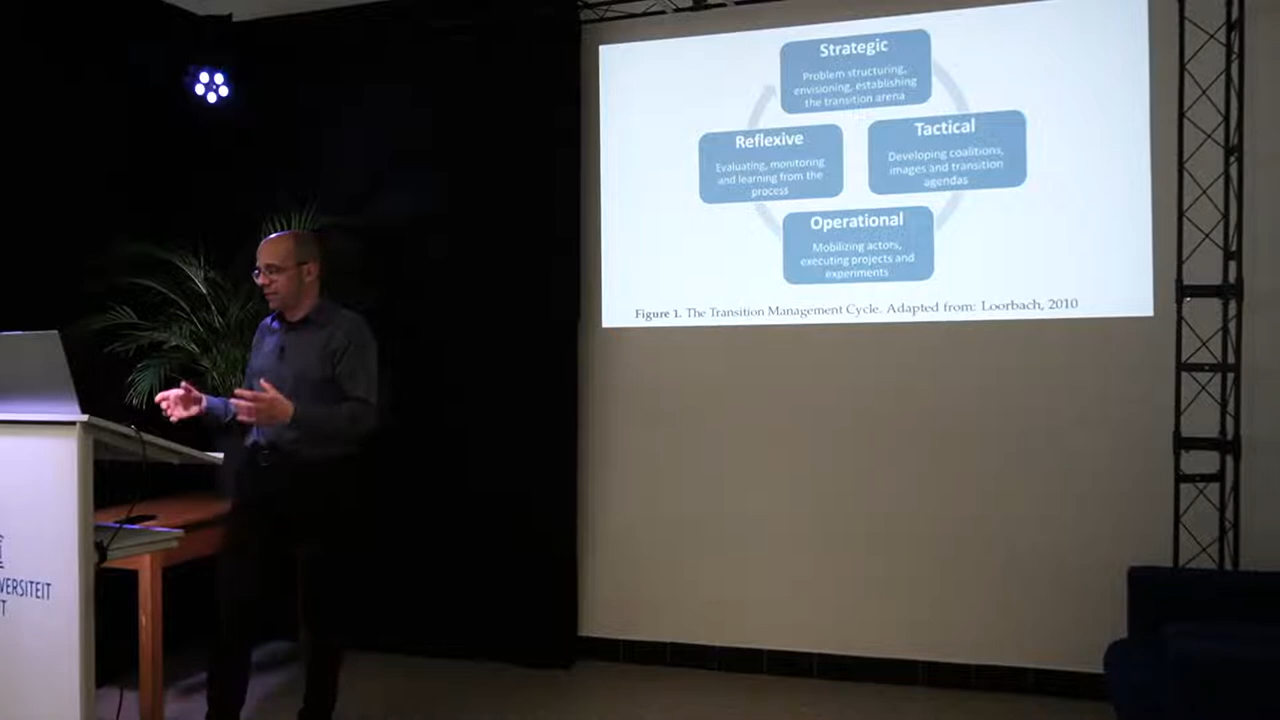 Strategic
Problem structuring,
envisioning, establishing
the transition arena
Reflexive
Evaluating, monitoring
and learning from the
process
Tactical
Developing coalitions,
images and transition
agendas
Operational
Mobilizing actors,
executing projects and
experiments
Figure 1. The Transition Management Cycle. Adapted from: Loorbach, 2010
VERSITEIT
T